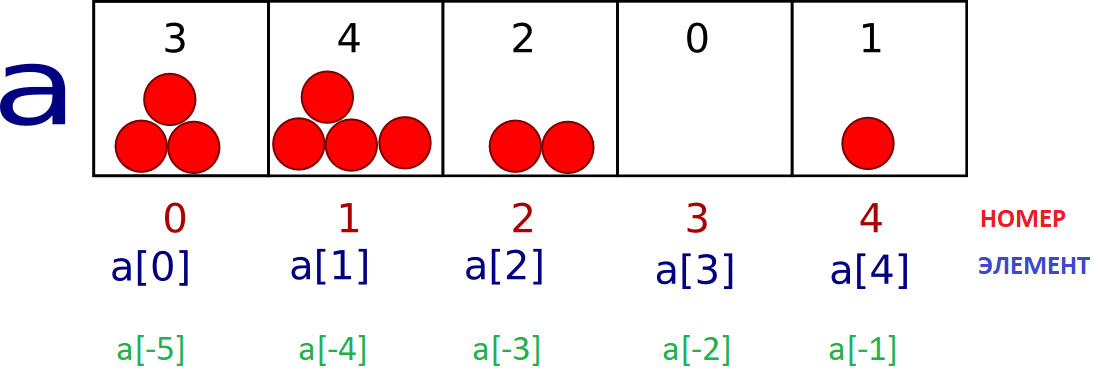 a
3 4 2 0 1
0 1 2 3 4 НОМЕР
a[0] a[1] a[2] a[3] a[4] ЭЛЕМЕНТ
a[-5] a[-4] a[-3] a[-2] a[-1]